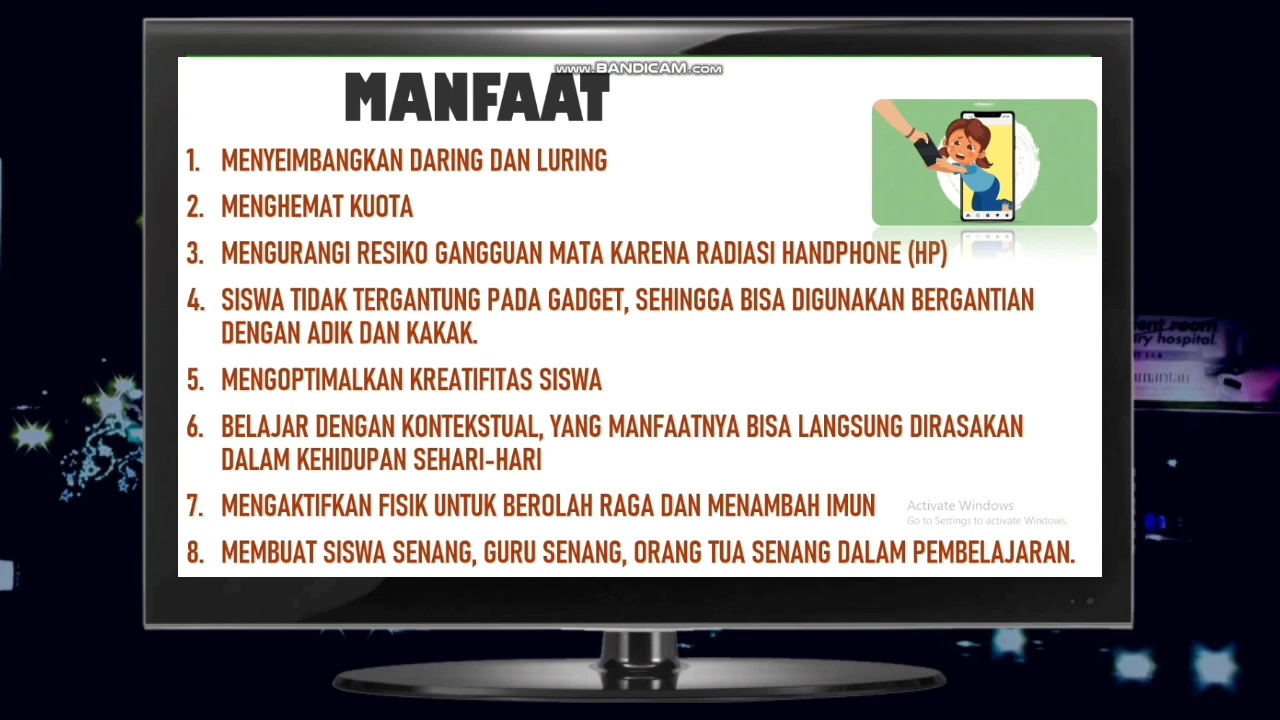 www.BANDICAM.com
MANFAAT
1. MENYEIMBANGKAN DARING DAN LURING
2. MENGHEMAT KUOTA
3. MENGURANGI RESIKO GANGGUAN MATA KARENA RADIASI HANDPHONE (HP)
4. SISWA TIDAK TERGANTUNG PADA GADGET, SEHINGGA BISA DIGUNAKAN BERGANTIAN
DENGAN ADIK DAN KAKAK.
5. MENGOPTIMALKAN KREATIFITAS SISWA
6. BELAJAR DENGAN KONTEKSTUAL, YANG MANFAATNYA BISA LANGSUNG DIRASAKAN
DALAM KEHIDUPAN SEHARI-HARI
7. MENGAKTIFKAN FISIK UNTUK BEROLAH RAGA DAN MENAMBAH IMUN
Activate Windows
Go to Settings to activate Windows.
8. MEMBUAT SISWA SENANG, GURU SENANG, ORANG TUA SENANG DALAM PEMBELAJARAN.
room
hospital